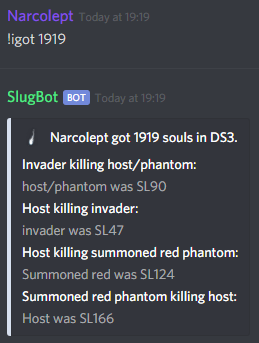 Narcolept Today at 19:19
!igot 1919
SlugBot BOT Today at 19:19
Narcolept got 1919 souls in DS3.
Invader killing host/phantom:
host/phantom was SL90
Host killing invader:
invader was SL47
Host killing summoned red phantom:
Summoned red was SL124
Summoned red phantom killing host:
Host was SL166